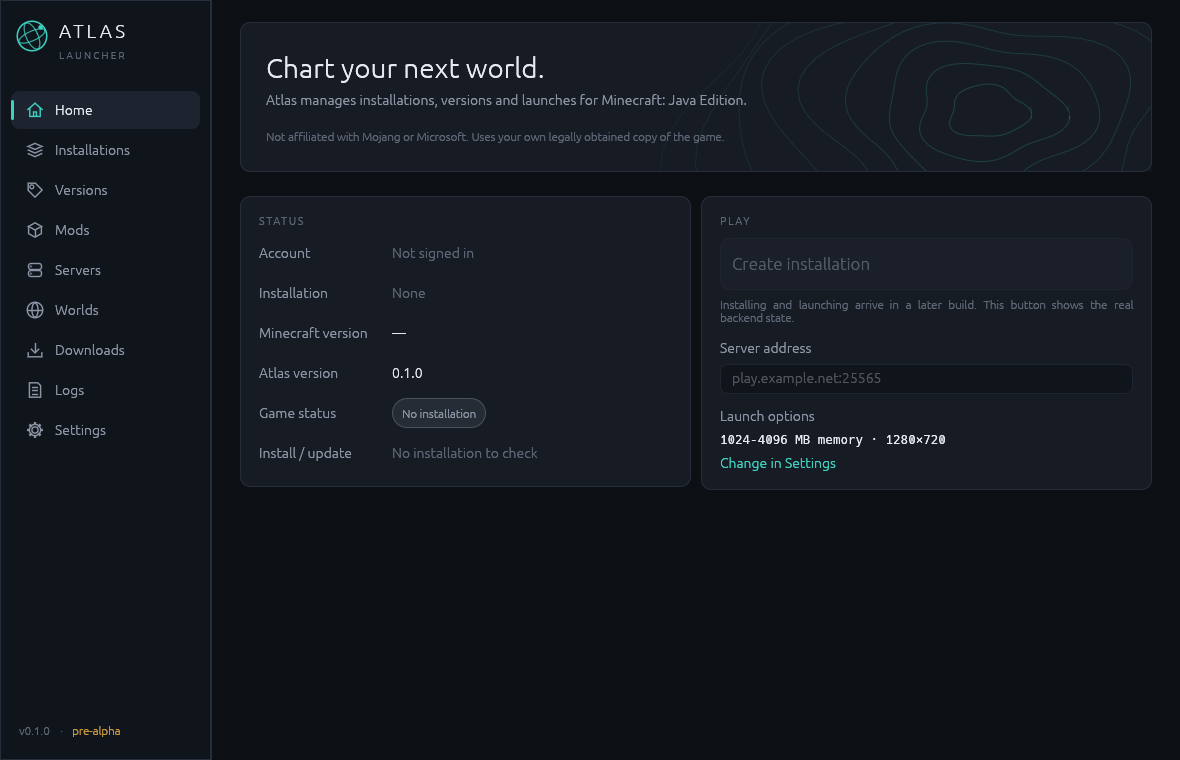 ATLAS
LAUNCHER
Home
Installations
Versions
Mods
Servers
Worlds
Downloads
Logs
Settings
v0.1.0 · pre-alpha
Chart your next world.
Atlas manages installations, versions and launches for Minecraft: Java Edition.
Not affiliated with Mojang or Microsoft. Uses your own legally obtained copy of the game.
STATUS
Account Not signed in
Installation None
Minecraft version —
Atlas version 0.1.0
Game status No installation
Install / update No installation to check
PLAY
Create installation
Installing and launching arrive in a later build. This button shows the real
backend state.
Server address
play.example.net:25565
Launch options
1024-4096 MB memory · 1280×720
Change in Settings